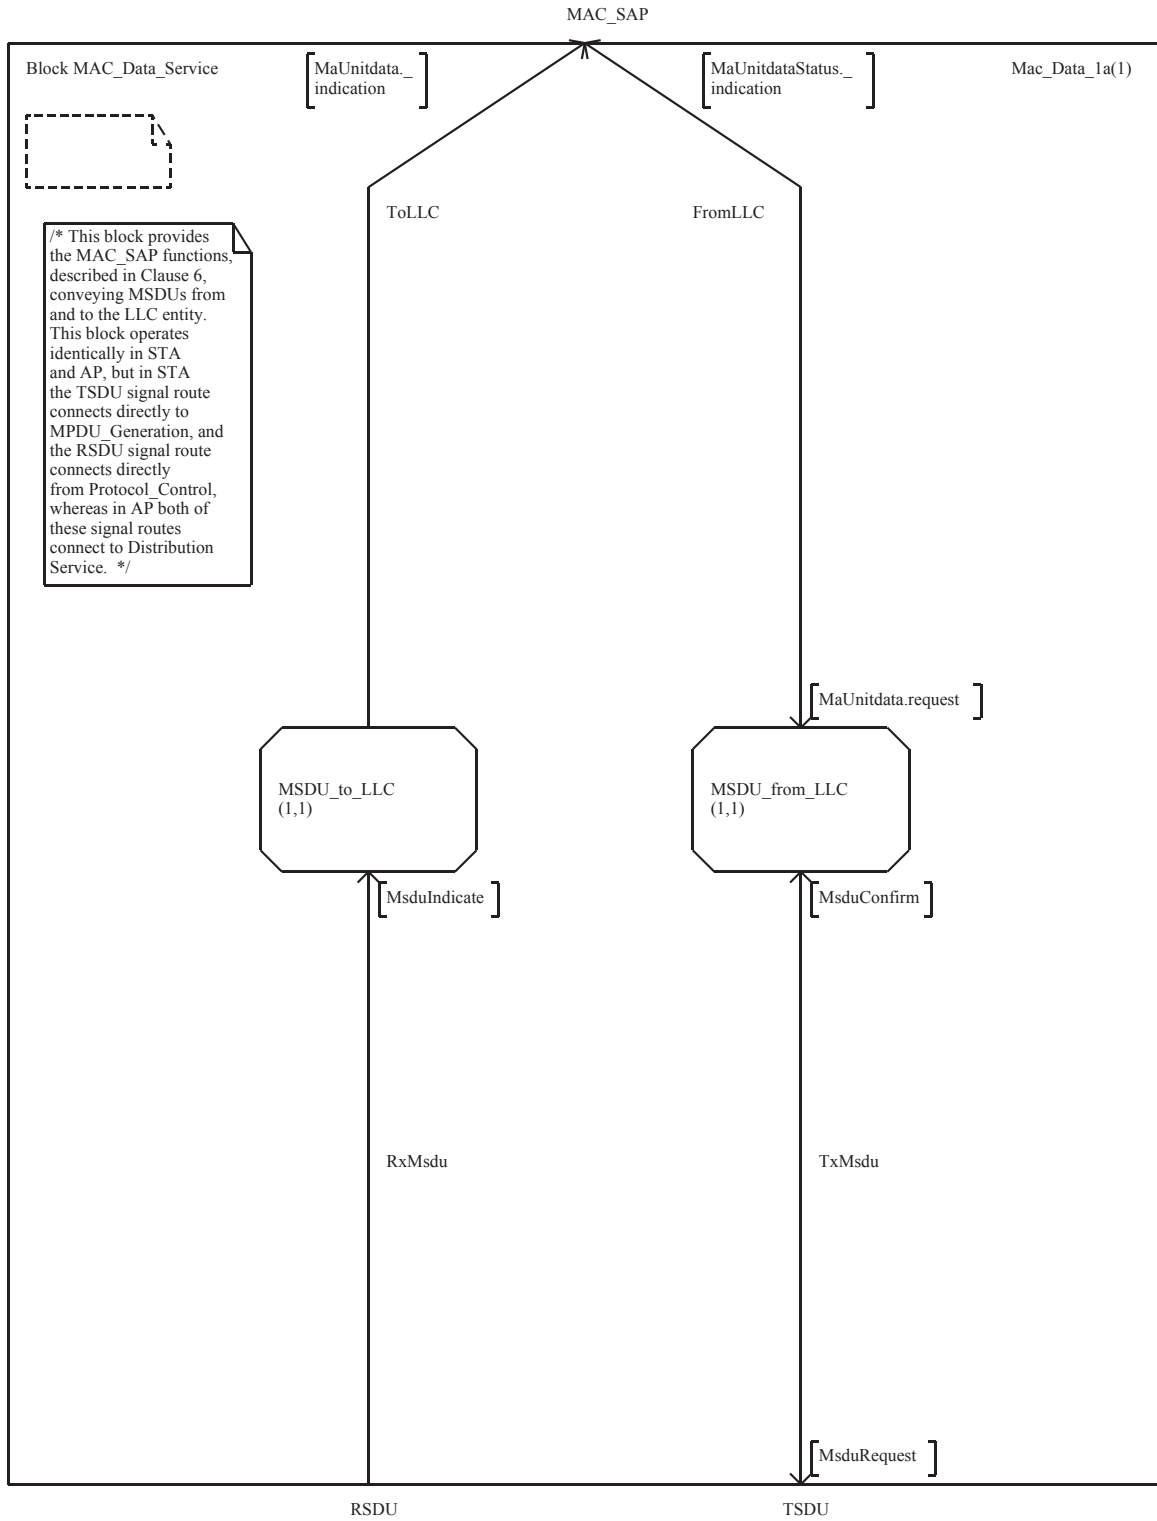 MAC_SAP
Block MAC_Data_Service
MaUnitdata._
indication
MaUnitdataStatus._
indication
Mac_Data_1a(1)
ToLLC
FromLLC
/* This block provides
the MAC_SAP functions,
described in Clause 6,
conveying MSDUs from
and to the LLC entity.
This block operates
identically in STA
and AP, but in STA
the TSDU signal route
connects directly to
MPDU_Generation, and
the RSDU signal route
connects directly
from Protocol_Control,
whereas in AP both of
these signal routes
connect to Distribution
Service.  */
MaUnitdata.request
MSDU_to_LLC
(1,1)
MSDU_from_LLC
(1,1)
MsduIndicate
MsduConfirm
RxMsdu
TxMsdu
MsduRequest
RSDU
TSDU